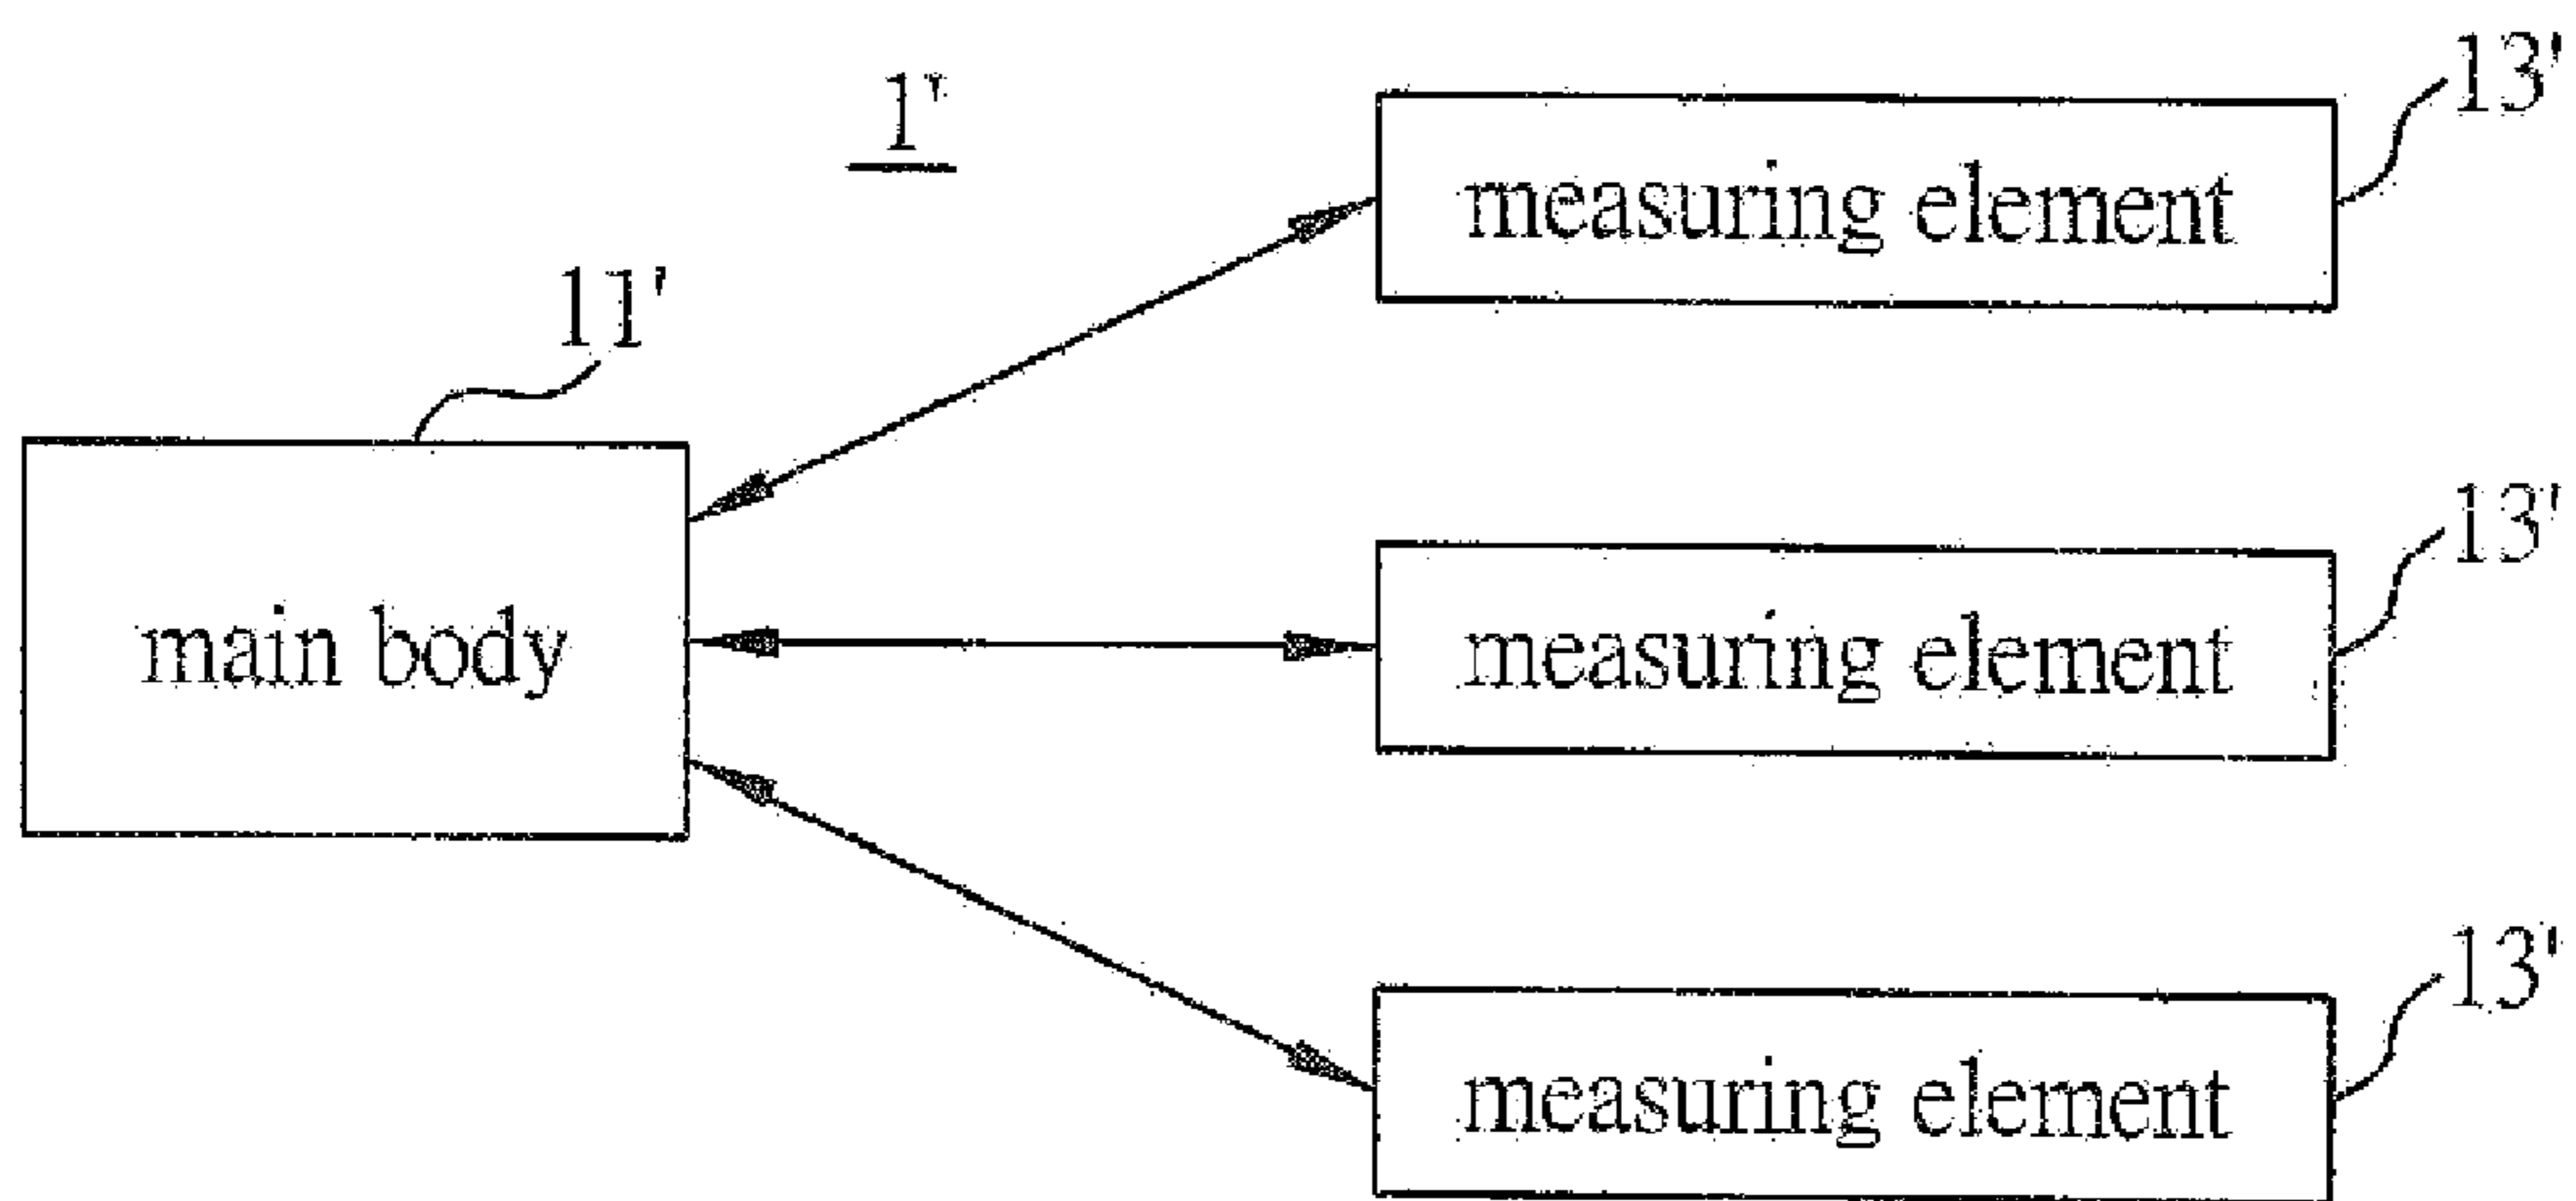 1'
13'
measuring element
11'
13'
main body
measuring element
13'
measuring element